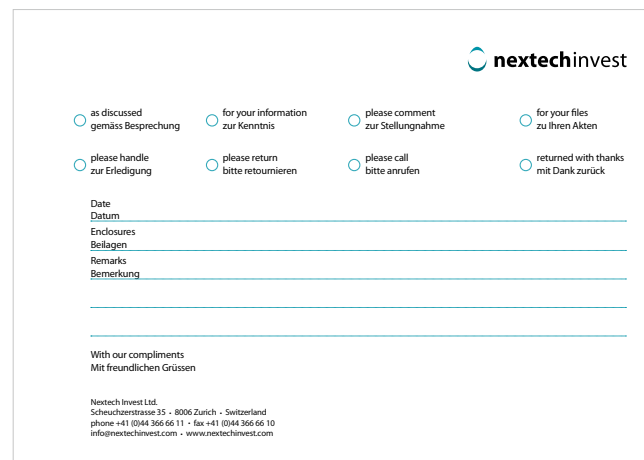 nextechinvest
as discussed
gemäss Besprechung
for your information
zur Kenntnis
please comment
zur Stellungnahme
for your files
zu Ihren Akten
please handle
zur Erledigung
please return
bitte retournieren
please call
bitte anrufen
returned with thanks
mit Dank zurück
Date
Datum
Enclosures
Beilagen
Remarks
Bemerkung
With our compliments
Mit freundlichen Grüssen
Nextech Invest Ltd.
Scheuchzerstrasse 35 • 8006 Zurich • Switzerland
phone +41 (0)44 366 66 11 • fax +41 (0)44 366 66 10
info@nextechinvest.com • www.nextechinvest.com